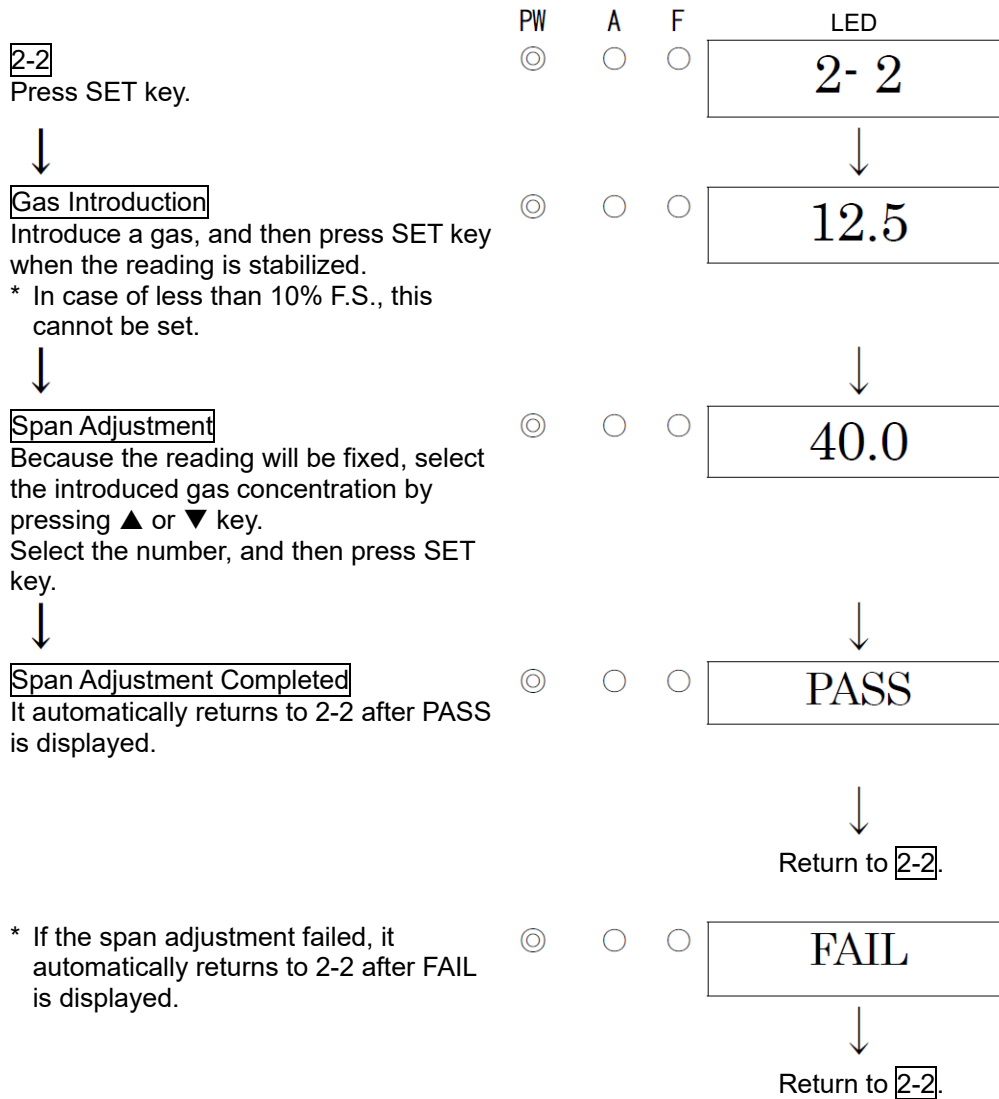 PW A F LED
2-2
Press SET key.
◎ ○ ○ 2- 2
↓ ↓
Gas Introduction
◎ ○ ○ 12.5
Introduce a gas, and then press SET key
when the reading is stabilized.
* In case of less than 10% F.S., this
cannot be set.
↓ ↓
Span Adjustment
◎ ○ ○ 40.0
Because the reading will be fixed, select
the introduced gas concentration by
pressing ▲ or ▼ key.
Select the number, and then press SET
key.
↓ ↓
Span Adjustment Completed
◎ ○ ○ PASS
It automatically returns to 2-2 after PASS
is displayed.
↓
Return to 2-2.
* If the span adjustment failed, it
automatically returns to 2-2 after FAIL
is displayed.
◎ ○ ○ FAIL
↓
Return to 2-2.